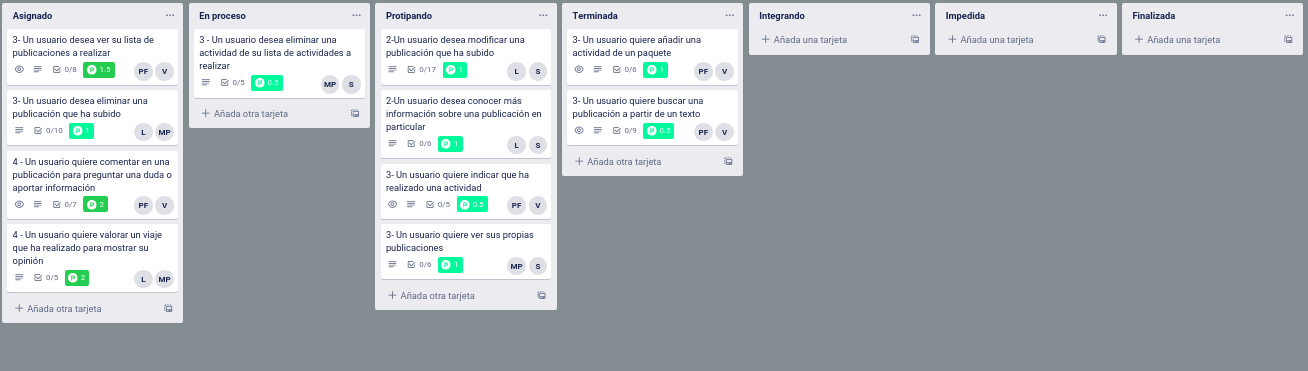 Asignado
3- Un usuario desea ver su lista de
publicaciones a realizar
0/8 P 1.5 PF V
3- Un usuario desea eliminar una
publicación que ha subido
0/10 P 1 L MP
4 - Un usuario quiere comentar en una
publicación para preguntar una duda o
aportar información
0/7 P 2 PF V
4 - Un usuario quiere valorar un viaje
que ha realizado para mostrar su
opinión
0/5 P 2 L MP
Añada otra tarjeta
En proceso
3 - Un usuario desea eliminar una
actividad de su lista de actividades a
realizar
0/5 P 0.5 MP S
Añada otra tarjeta
Protipando
2-Un usuario desea modificar una
publicación que ha subido
0/17 P 1 L S
2-Un usuario desea conocer más
información sobre una publicación en
particular
0/6 P 1 L S
3- Un usuario quiere indicar que ha
realizado una actividad
0/5 P 0.5 PF V
3- Un usuario quiere ver sus propias
publicaciones
0/6 P 1 MP S
Añada otra tarjeta
Terminada
3- Un usuario quiere añadir una
actividad de un paquete
0/6 P 1 PF V
3- Un usuario quiere buscar una
publicación a partir de un texto
0/9 P 0.5 PF V
Añada otra tarjeta
Integrando
Añada una tarjeta
Impedida
Añada una tarjeta
Finalizada
Añada una tarjeta